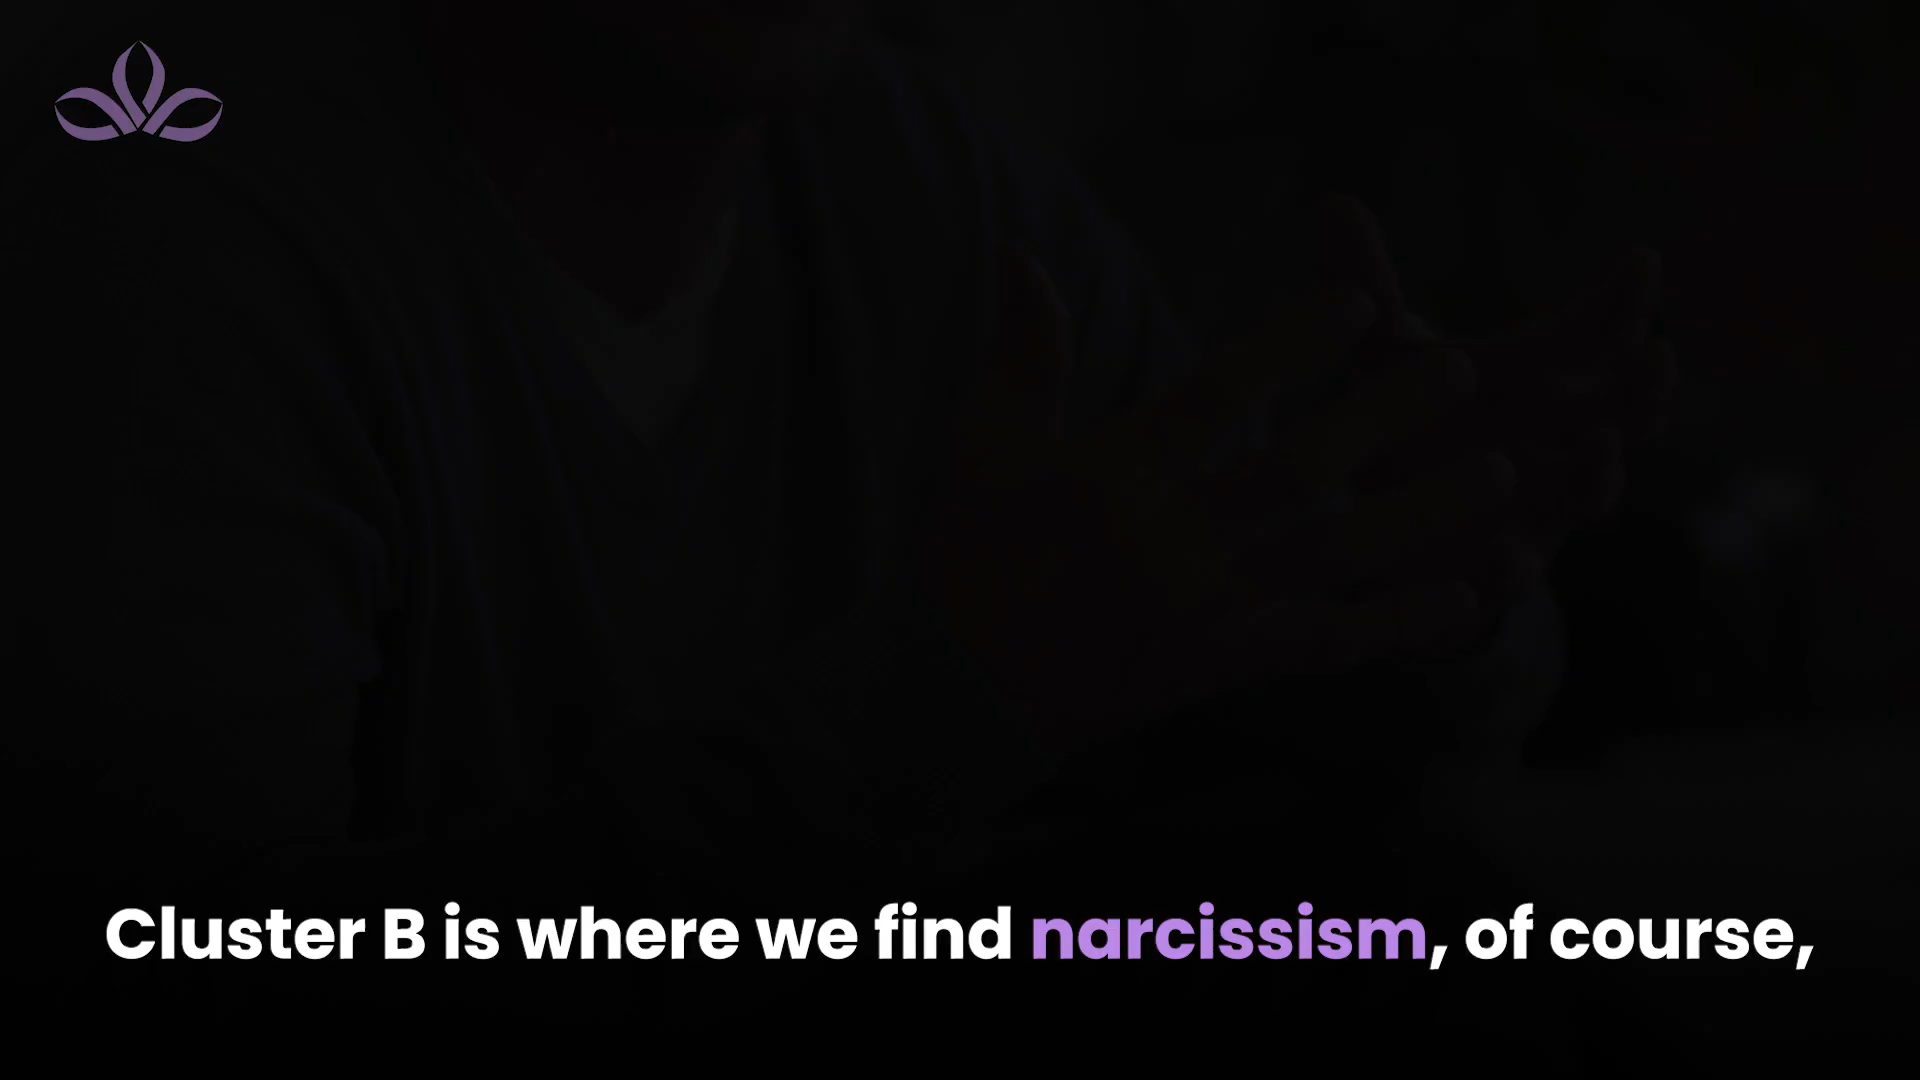 Cluster B is where we find narcissism, of course,